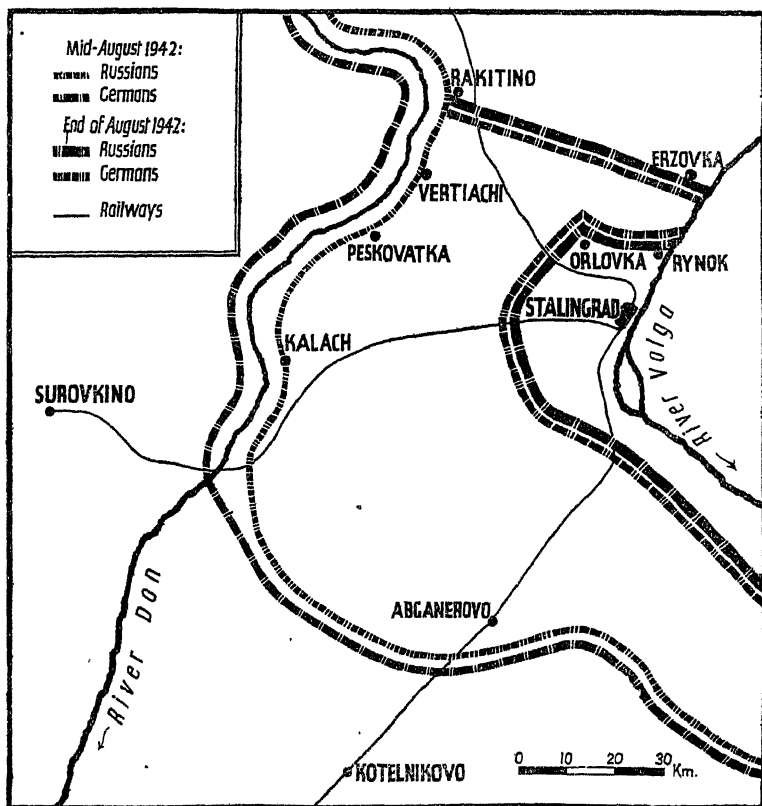 Mid-August 1942:
Russians
Germans
End of August 1942:
Russians
Germans
Railways
RAKITINO
ERZOVKA
VERTIACHI
PESKOVATKA
ORLOVKA
RYNOK
STALINGRAD
KALACH
SUROVKINO
River Volga
River Don
ABGANEROVO
KOTELNIKOVO
0 10 20 30 Km.